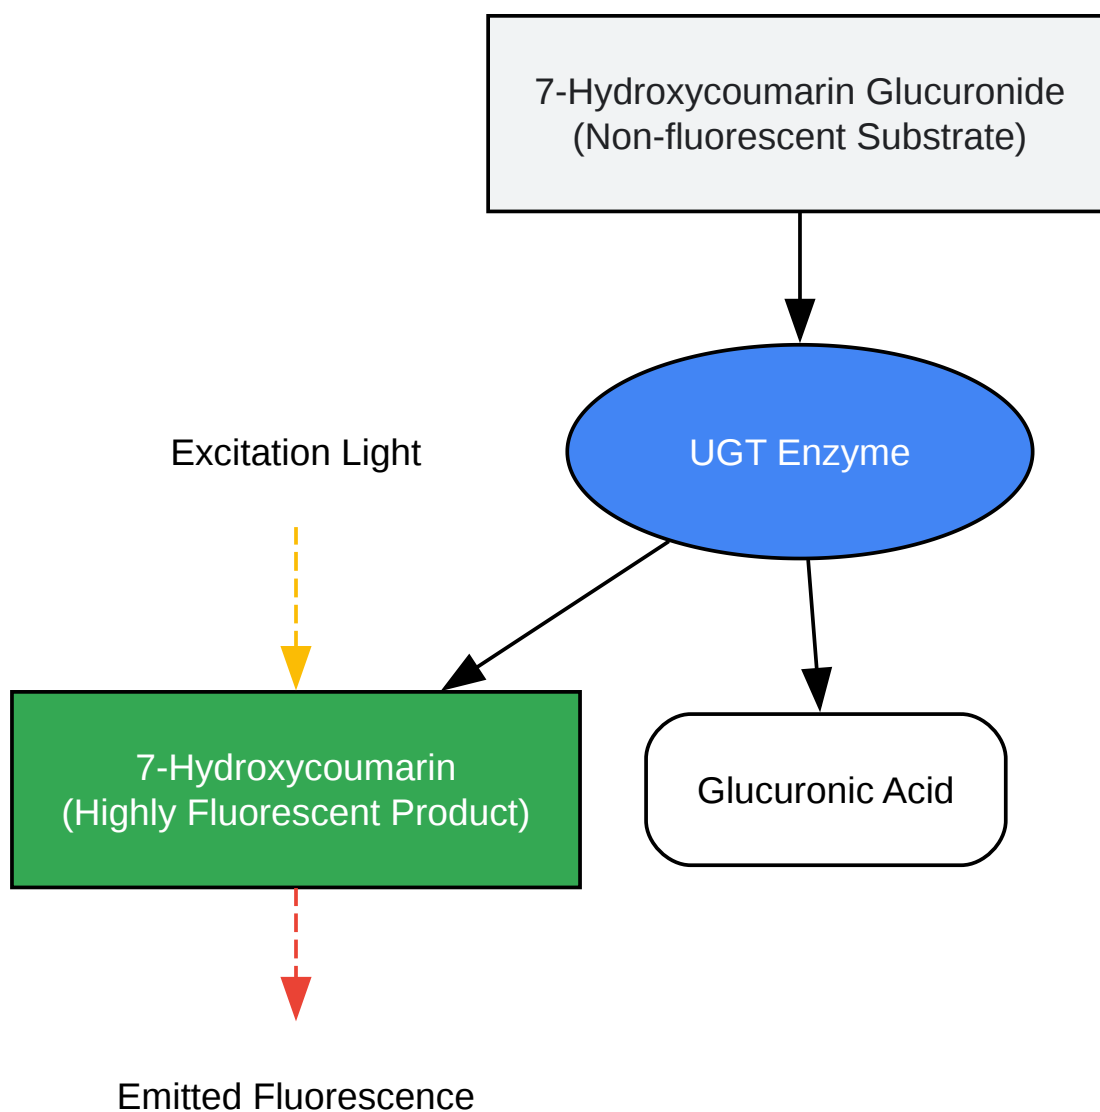 7-Hydroxycoumarin Glucuronide
(Non-fluorescent Substrate)
UGT Enzyme
Excitation Light
7-Hydroxycoumarin
(Highly Fluorescent Product)
Glucuronic Acid
Emitted Fluorescence